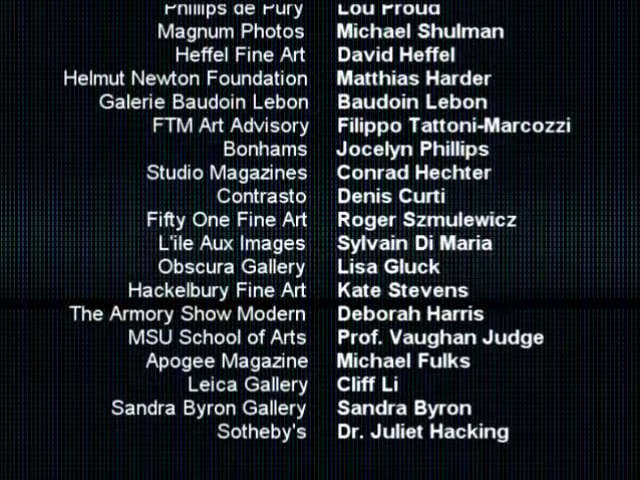 Phillips de Pury Lou Proud
Magnum Photos Michael Shulman
Heffel Fine Art David Heffel
Helmut Newton Foundation Matthias Harder
Galerie Baudoin Lebon Baudoin Lebon
FTM Art Advisory Filippo Tattoni-Marcozzi
Bonhams Jocelyn Phillips
Studio Magazines Conrad Hechter
Contrasto Denis Curti
Fifty One Fine Art Roger Szmulewicz
L'ile Aux Images Sylvain Di Maria
Obscura Gallery Lisa Gluck
Hackelbury Fine Art Kate Stevens
The Armory Show Modern Deborah Harris
MSU School of Arts Prof. Vaughan Judge
Apogee Magazine Michael Fulks
Leica Gallery Cliff Li
Sandra Byron Gallery Sandra Byron
Sotheby's Dr. Juliet Hacking